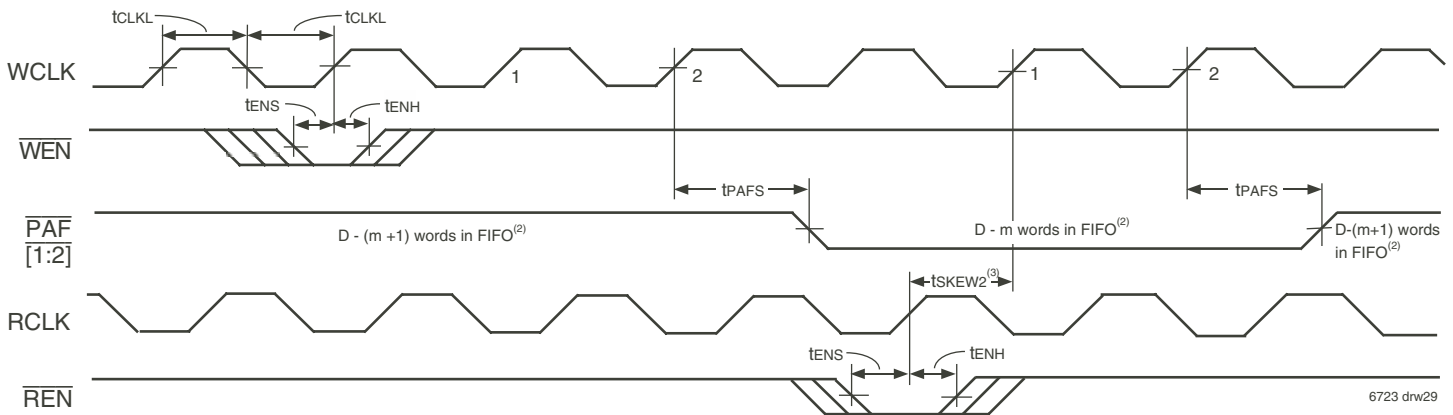 tCLKL tCLKL
WCLK 1 2 1 2
tENS tENH
WEN
tPAFS tPAFS
PAF
[1:2]
D - (m +1) words in FIFO(2)
D - m words in FIFO(2)
D-(m+1) words
in FIFO(2)
tSKEW2(3)
RCLK
tENS tENH
REN
6723 drw29